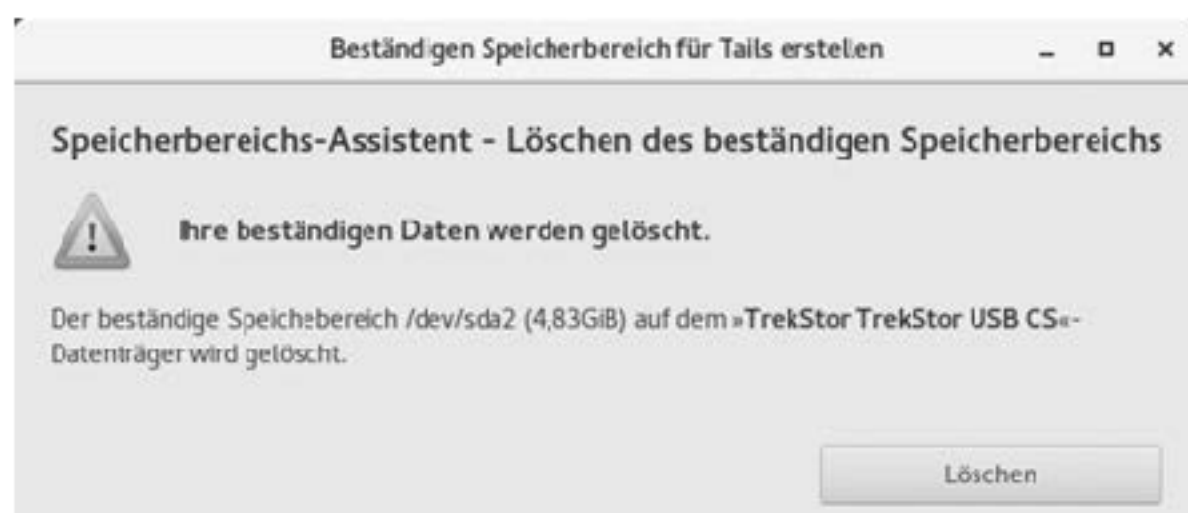 Beständigen Speicherbereich für Tails erstellen
Speicherbereichs-Assistent - Löschen des beständigen Speicherbereichs
Ihre beständigen Daten werden gelöscht.
Der beständige Speichebereich /dev/sda2 (4,83GiB) auf dem »TrekStor TrekStor USB CS«-
Datenträger wird gelöscht.
Löschen